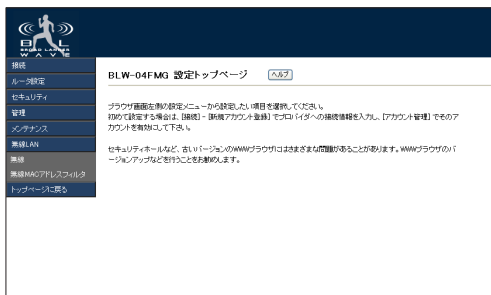 BROAD LANNER
WAVE
接続
ルータ設定
セキュリティ
管理
メンテナンス
無線LAN
無線
無線MACアドレスフィルタ
トップページに戻る
BLW-04FMG 設定トップページ
ヘルプ
ブラウザ画面左側の設定メニューから設定したい項目を選択してください。
初めて設定する場合は、[接続] - [新規アカウント登録] でプロバイダへの接続情報を入力し、[アカウント管理] でそのア
カウントを有効にして下さい。
セキュリティホールなど、古いバージョンのWWWブラウザにはさまざまな問題があることがあります。WWWブラウザのバ
ージョンアップなどを行うことをお勧めします。